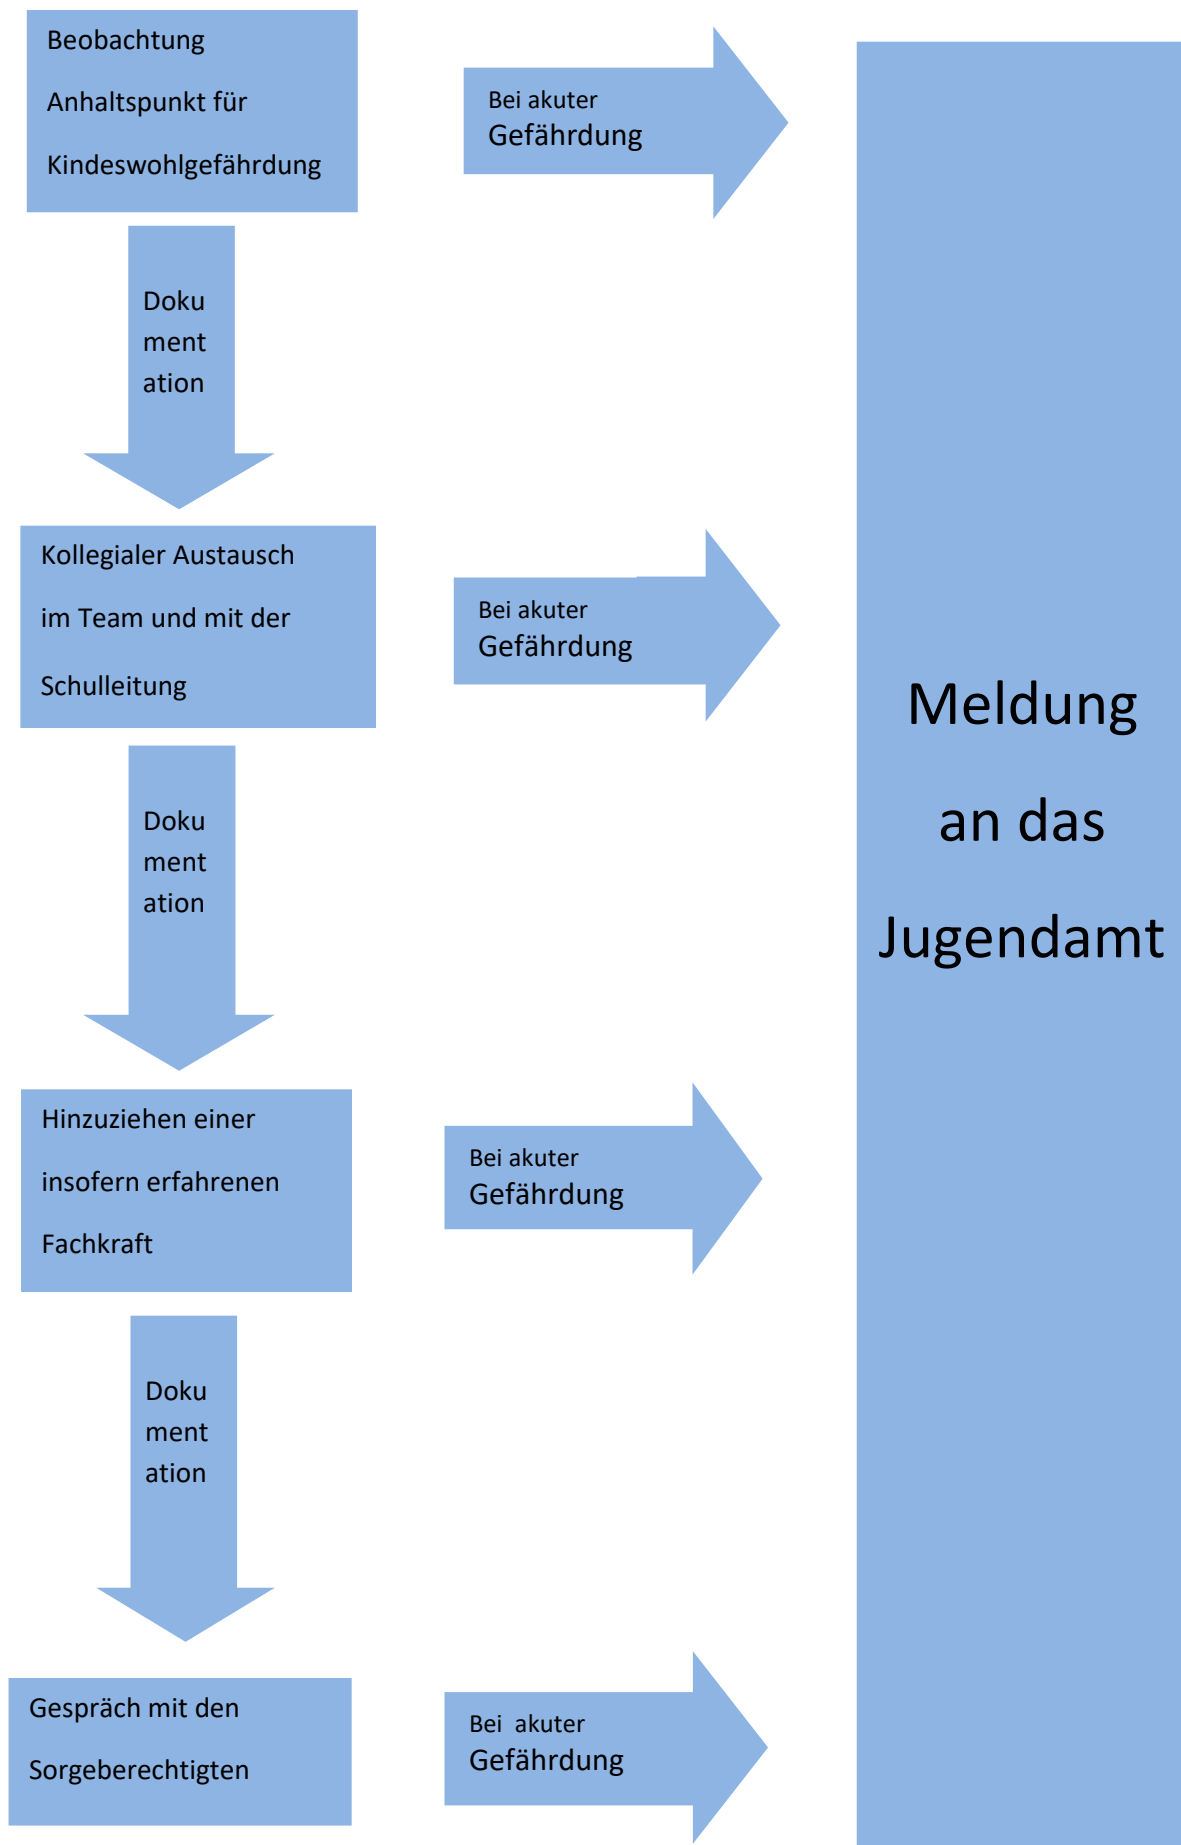 Beobachtung
Anhaltspunkt für
Kindeswohlgefährdung
Bei akuter
Gefährdung
Doku
ment
ation
Kollegialer Austausch
im Team und mit der
Schulleitung
Bei akuter
Gefährdung
Meldung
an das
Jugendamt
Doku
ment
ation
Hinzuziehen einer
insofern erfahrenen
Fachkraft
Bei akuter
Gefährdung
Doku
ment
ation
Gespräch mit den
Sorgeberechtigten
Bei  akuter
Gefährdung